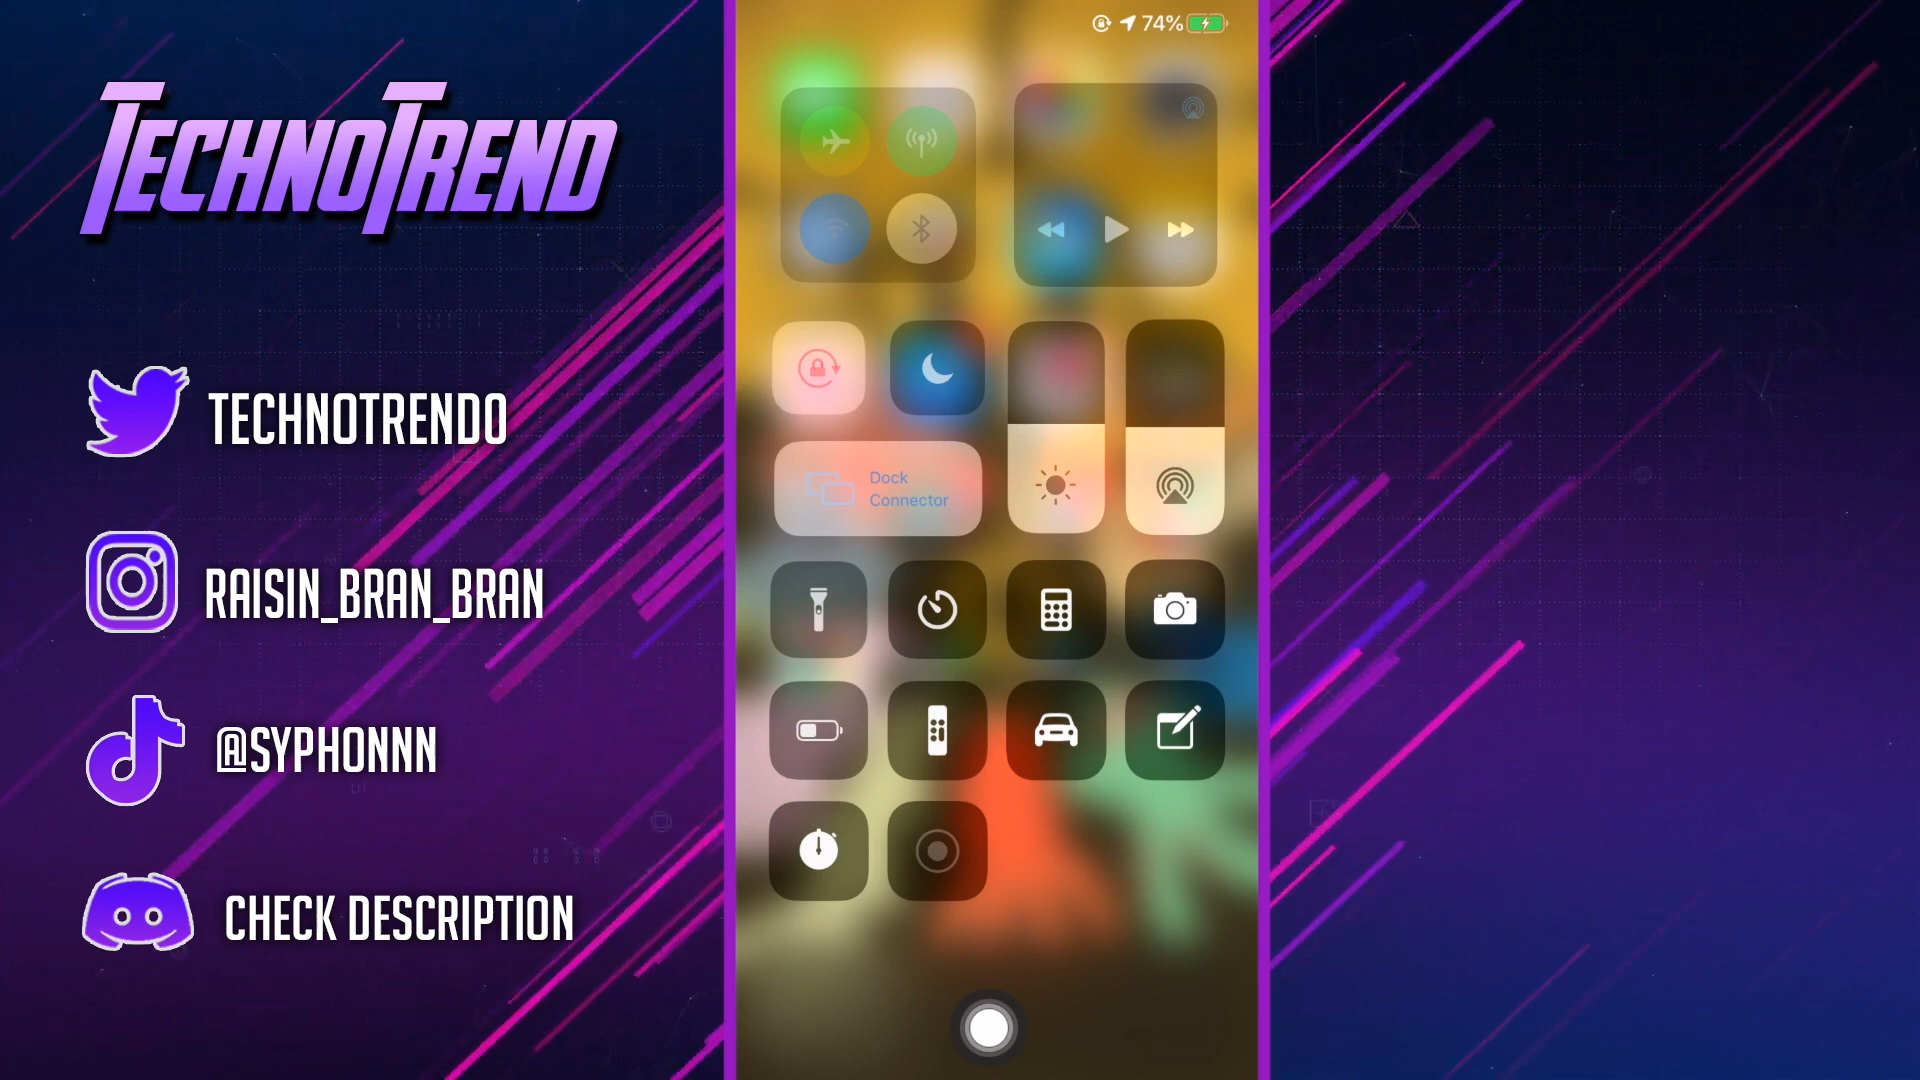 TECHNOTREND
TECHNOTRENDO
RAISIN_BRAN_BRAN
@SYPHONNN
CHECK DESCRIPTION
74%
Dock
Connector